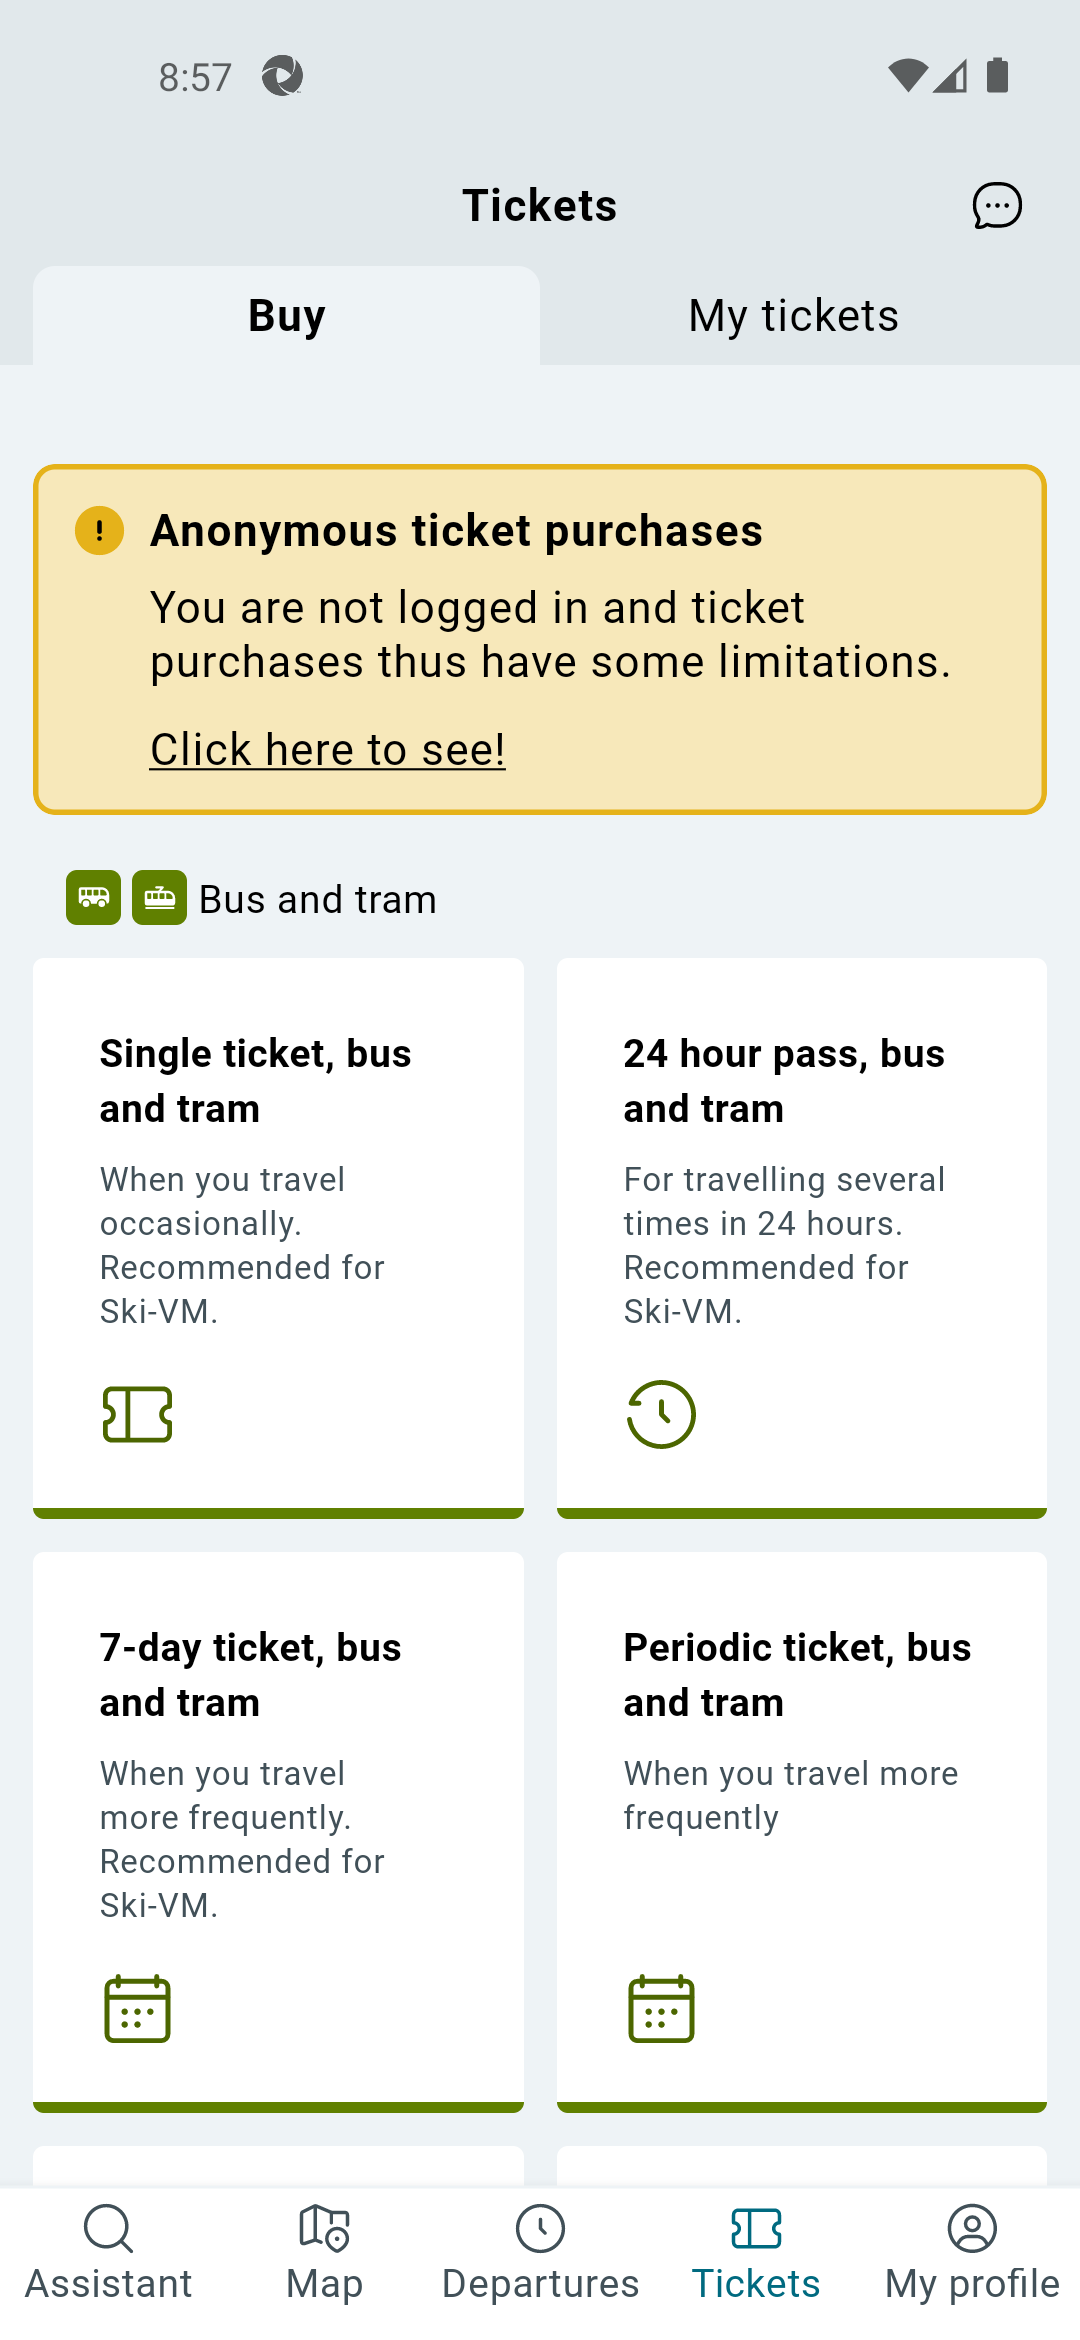 8:57
Tickets
Buy
My tickets
Anonymous ticket purchases
You are not logged in and ticket
purchases thus have some limitations.
Click here to see!
Bus and tram
Single ticket, bus
and tram
When you travel
occasionally.
Recommended for
Ski-VM.
24 hour pass, bus
and tram
For travelling several
times in 24 hours.
Recommended for
Ski-VM.
7-day ticket, bus
and tram
When you travel
more frequently.
Recommended for
Ski-VM.
Periodic ticket, bus
and tram
When you travel more
frequently
Assistant
Map
Departures
Tickets
My profile